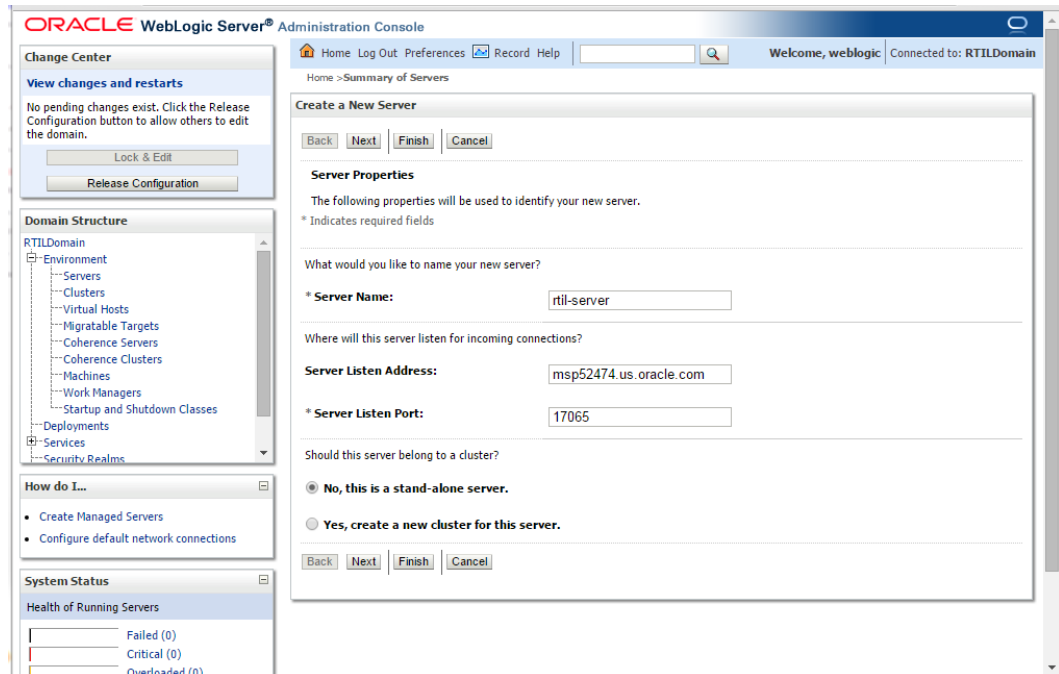 ORACLE WebLogic Server® Administration Console
Change Center
View changes and restarts
No pending changes exist. Click the Release
Configuration button to allow others to edit
the domain.
Lock & Edit
Release Configuration
Domain Structure
RTILDomain
Environment
Servers
Clusters
Virtual Hosts
Migratable Targets
Coherence Servers
Coherence Clusters
Machines
Work Managers
Startup and Shutdown Classes
Deployments
Services
Security Realms
How do I...
Create Managed Servers
Configure default network connections
System Status
Health of Running Servers
Failed (0)
Critical (0)
Overloaded (0)
Home Log Out Preferences Record Help
Welcome, weblogic Connected to: RTILDomain
Home >Summary of Servers
Create a New Server
Back Next Finish Cancel
Server Properties
The following properties will be used to identify your new server.
* Indicates required fields
What would you like to name your new server?
* Server Name: rtil-server
Where will this server listen for incoming connections?
Server Listen Address: msp52474.us.oracle.com
* Server Listen Port: 17065
Should this server belong to a cluster?
No, this is a stand-alone server.
Yes, create a new cluster for this server.
Back Next Finish Cancel